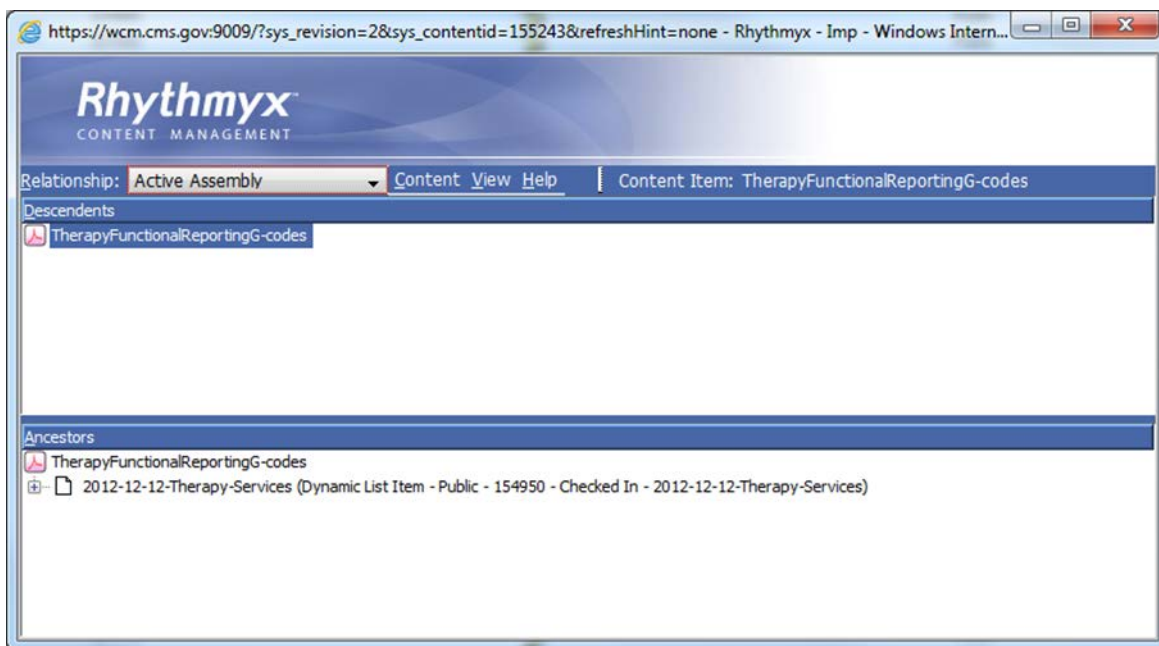 https://wcm.cms.gov:9009/?sys_revision=2&sys_contentid=155243&refreshHint=none - Rhythmyx - Imp - Windows Intern...
Rhythmyx
CONTENT MANAGEMENT
Relationship: Active Assembly Content View Help Content Item: TherapyFunctionalReportingG-codes
Descendents
TherapyFunctionalReportingG-codes
Ancestors
TherapyFunctionalReportingG-codes
2012-12-12-Therapy-Services (Dynamic List Item - Public - 154950 - Checked In - 2012-12-12-Therapy-Services)